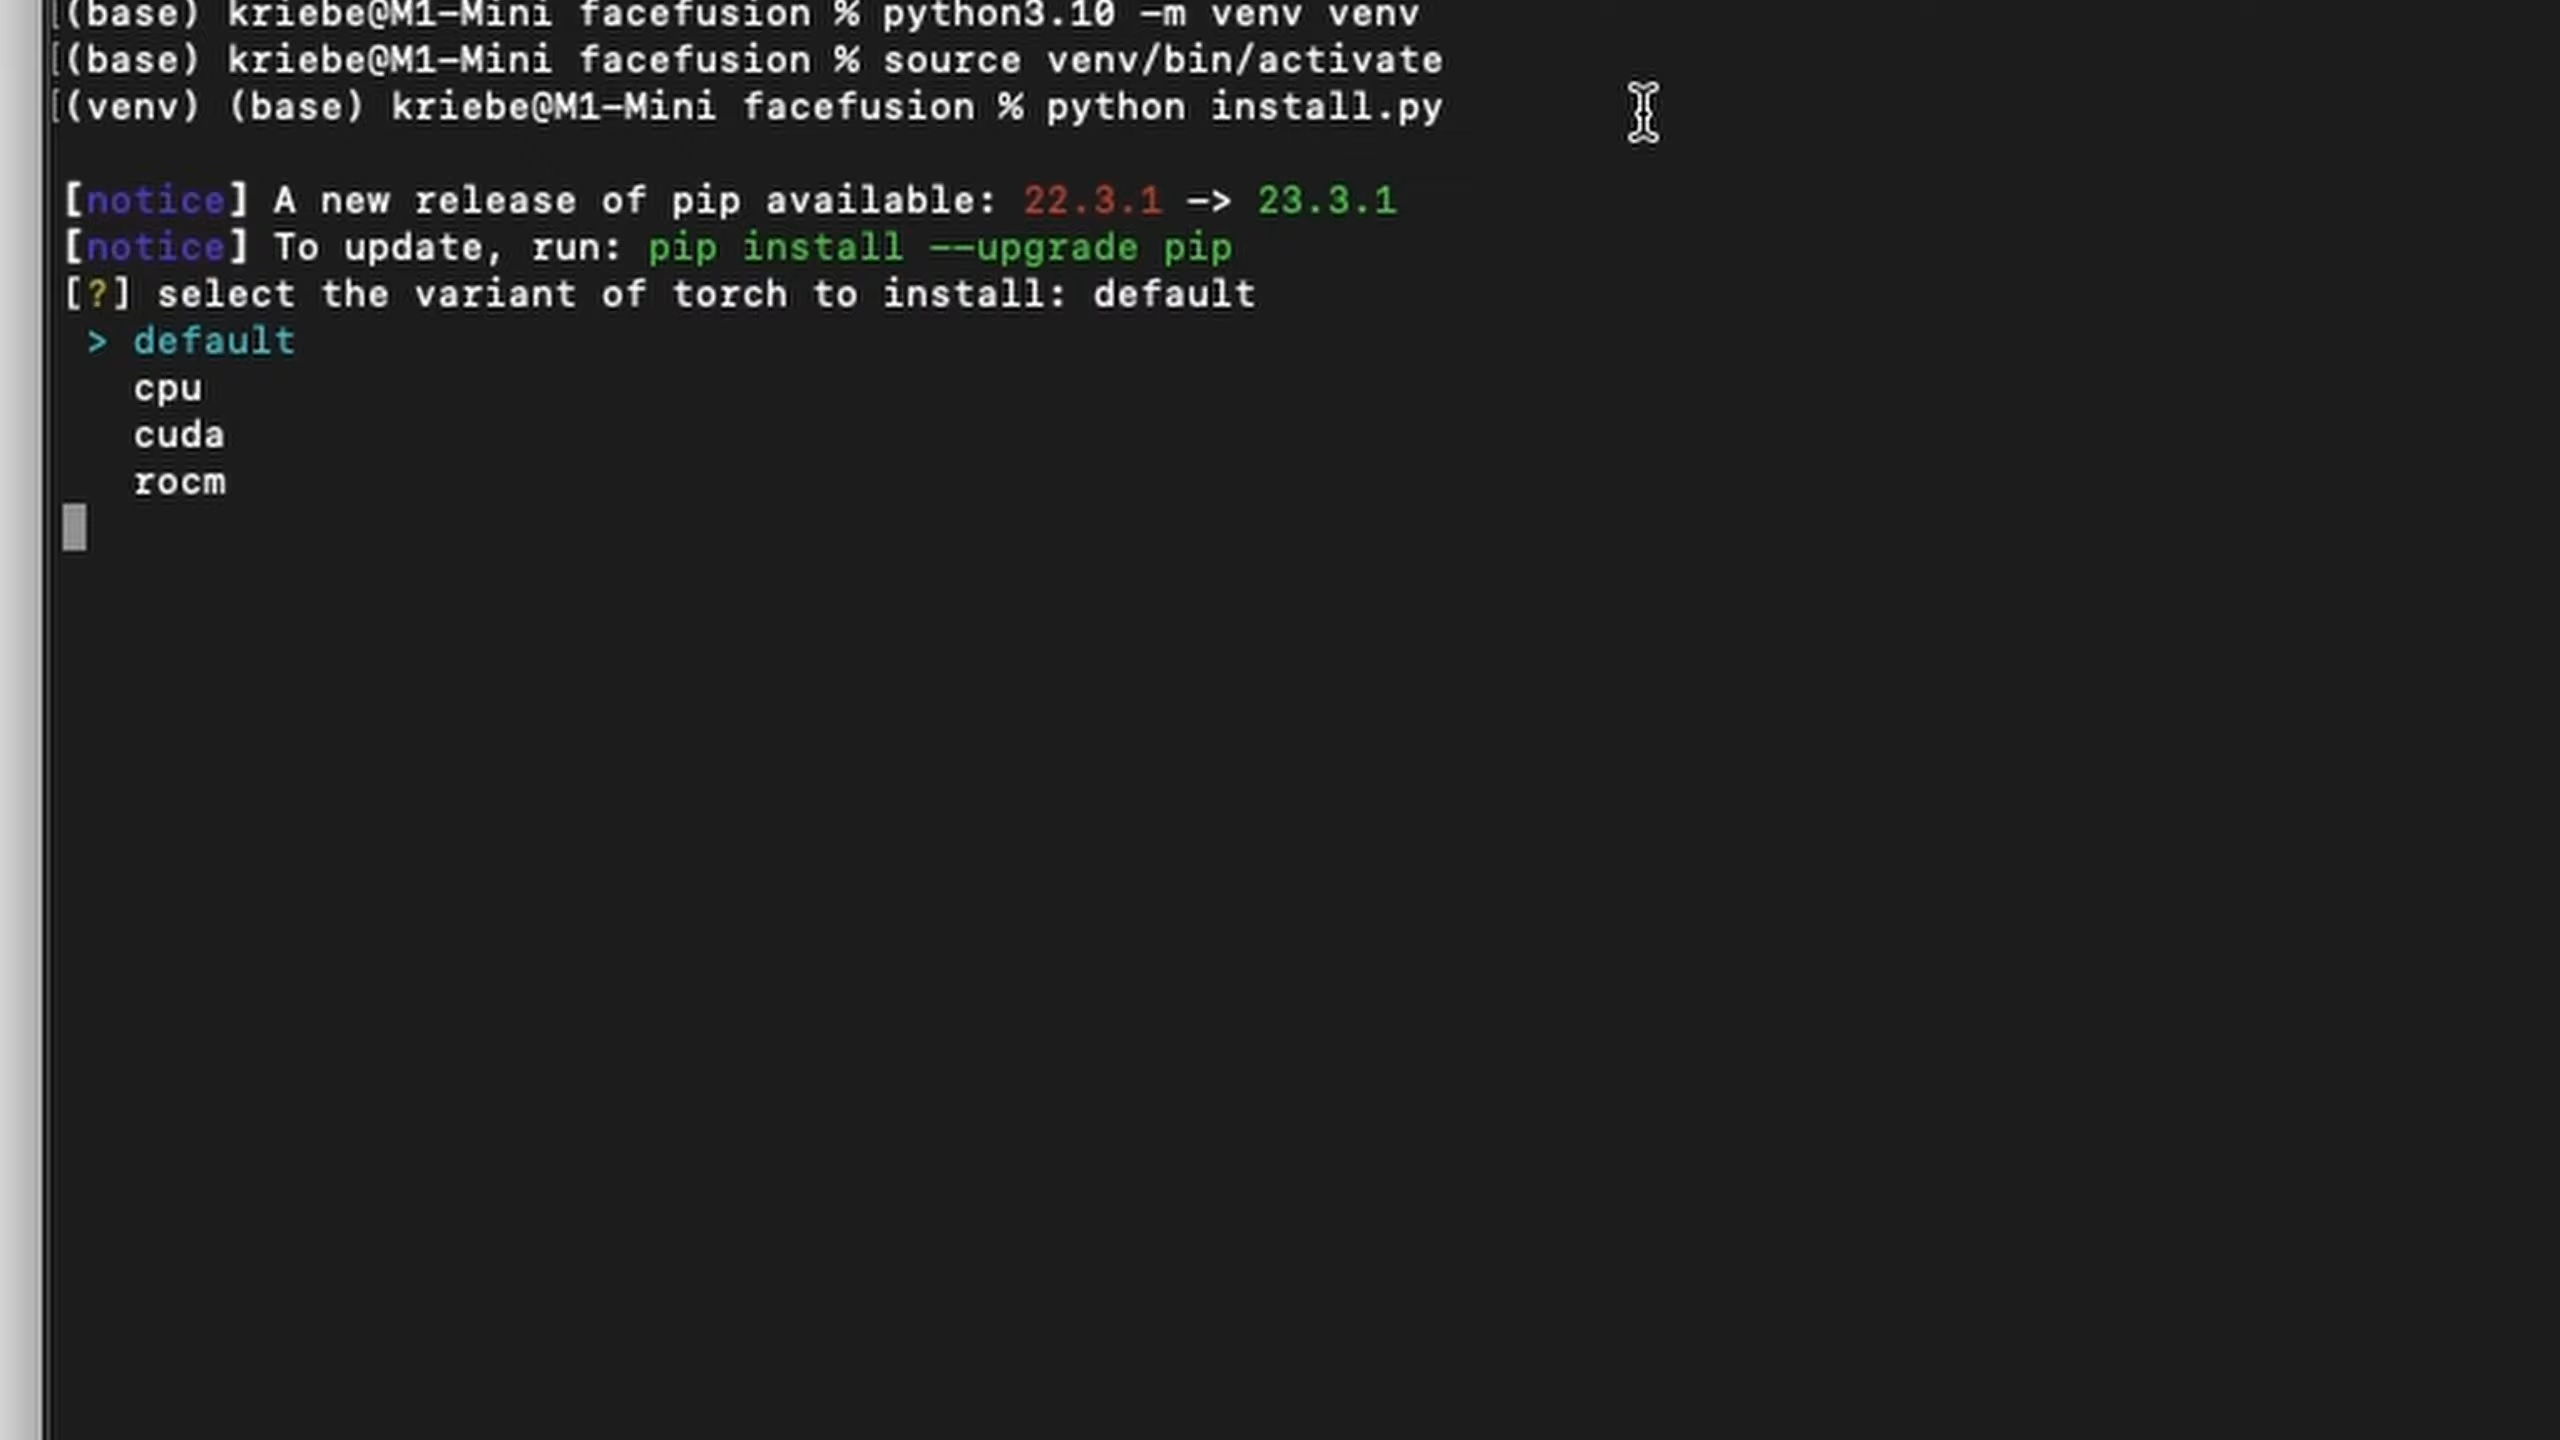 (base) kriebe@M1-Mini facefusion % python3.10 -m venv venv
(base) kriebe@M1-Mini facefusion % source venv/bin/activate
(venv) (base) kriebe@M1-Mini facefusion % python install.py
[notice] A new release of pip available: 22.3.1 -> 23.3.1
[notice] To update, run: pip install --upgrade pip
[?] select the variant of torch to install: default
> default
cpu
cuda
rocm